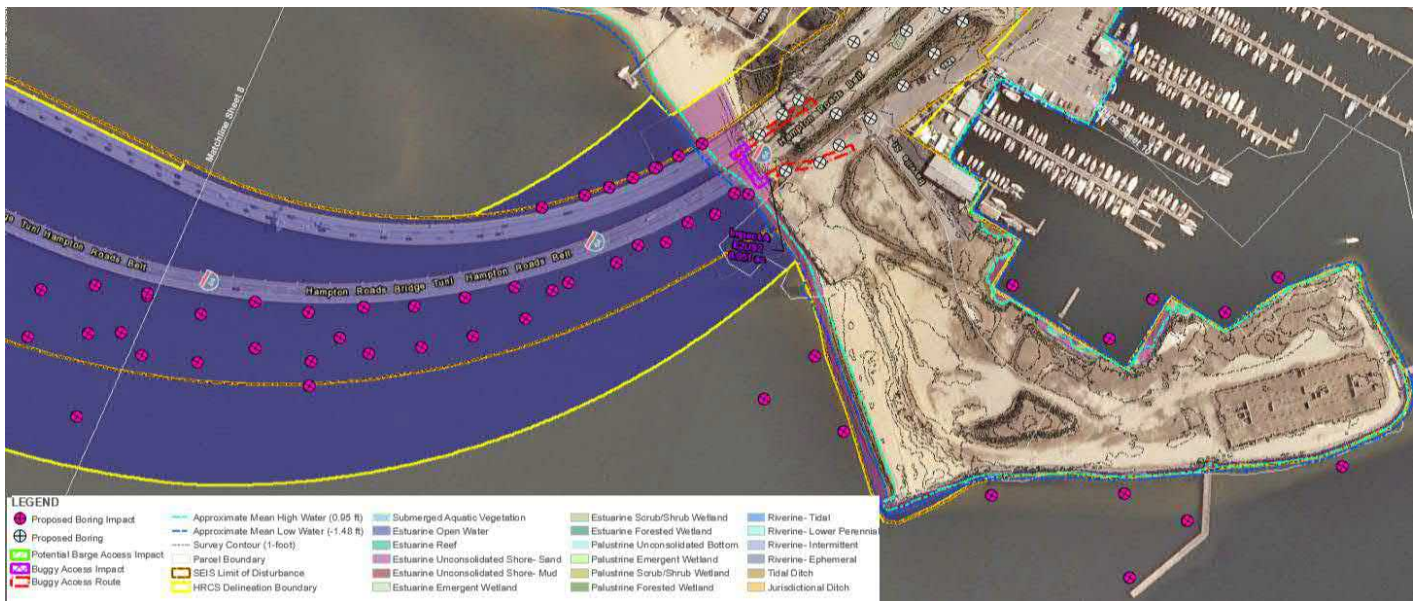 Matchline Sheet 8
Hampton Roads Belt
64
ge Tunl Hampton Roads Belt
64
Hampton Roads Bridge Tunl Hampton Roads Belt
64
Impact A
LEGEND
Proposed Boring Impact
Proposed Boring
Potential Barge Access Impact
Buggy Access Impact
Buggy Access Route
Approximate Mean High Water (0.95 ft)
Approximate Mean Low Water (-1.48 ft)
Survey Contour (1-foot)
Parcel Boundary
SEIS Limit of Disturbance
HRCS Delineation Boundary
Submerged Aquatic Vegetation
Estuarine Open Water
Estuarine Reef
Estuarine Unconsolidated Shore- Sand
Estuarine Unconsolidated Shore- Mud
Estuarine Emergent Wetland
Estuarine Scrub/Shrub Wetland
Estuarine Forested Wetland
Palustrine Unconsolidated Bottom
Palustrine Emergent Wetland
Palustrine Scrub/Shrub Wetland
Palustrine Forested Wetland
Riverine- Tidal
Riverine- Lower Perennial
Riverine- Intermittent
Riverine- Ephemeral
Tidal Ditch
Jurisdictional Ditch